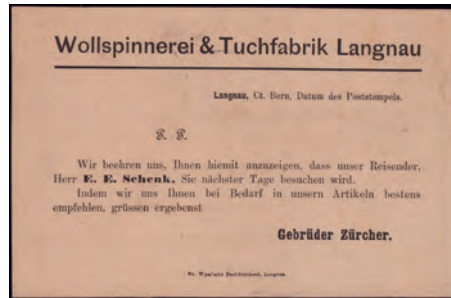 Wollspinnerei & Tuchfabrik Langnau
Langnau, Ct. Bern, Datum des Poststempels.
P. P.
Wir beehren uns, Ihnen hiemit anzuzeigen, dass unser Reisender,
Herr E. E. Schenk, Sie nächster Tage besuchen wird.
Indem wir uns Ihnen bei Bedarf in unsern Artikeln bestens
empfehlen, grüssen ergebenst
Gebrüder Zürcher.
Buchdruckerei, Langnau